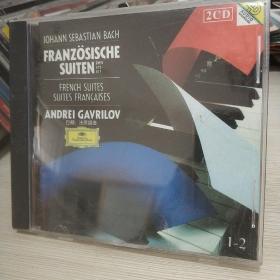 2CD
JOHANN SEBASTIAN BACH
FRANZÖSISCHE
SUITEN
FRENCH SUITES
SUITES FRANÇAISES
ANDREI GAVRILOV
1-2